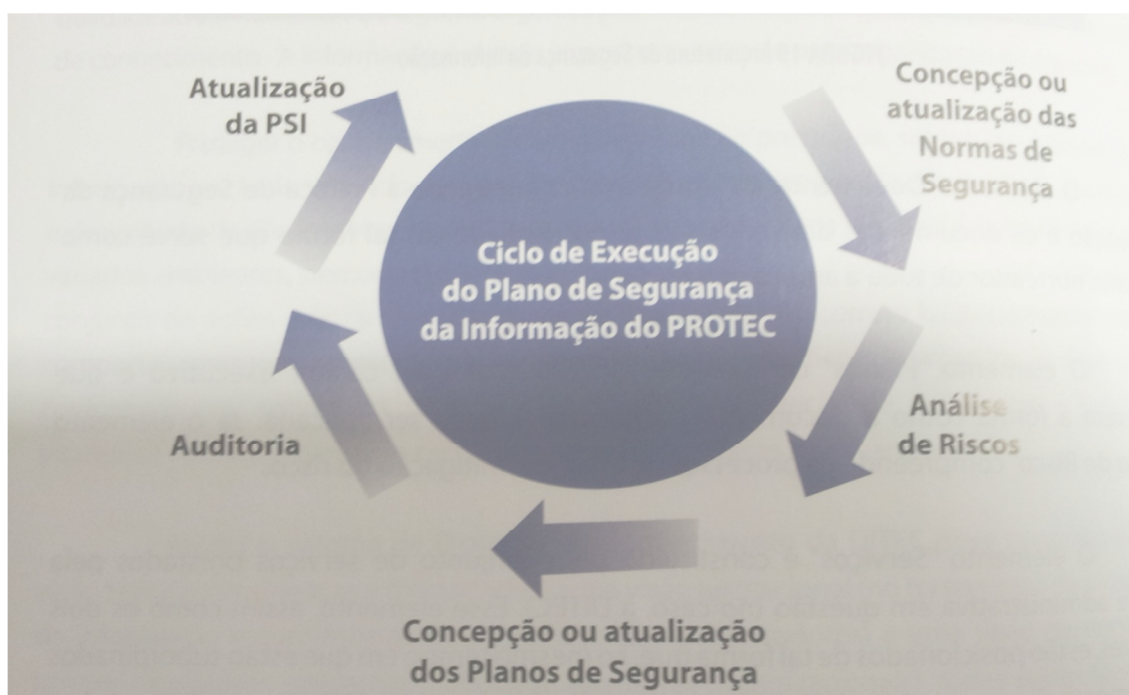 Atualização
da PSI
Concepção ou
atualização das
Normas de
Segurança
Ciclo de Execução
do Plano de Segurança
da Informação do PROTEC
Análise
de Riscos
Auditoria
Concepção ou atualização
dos Planos de Segurança